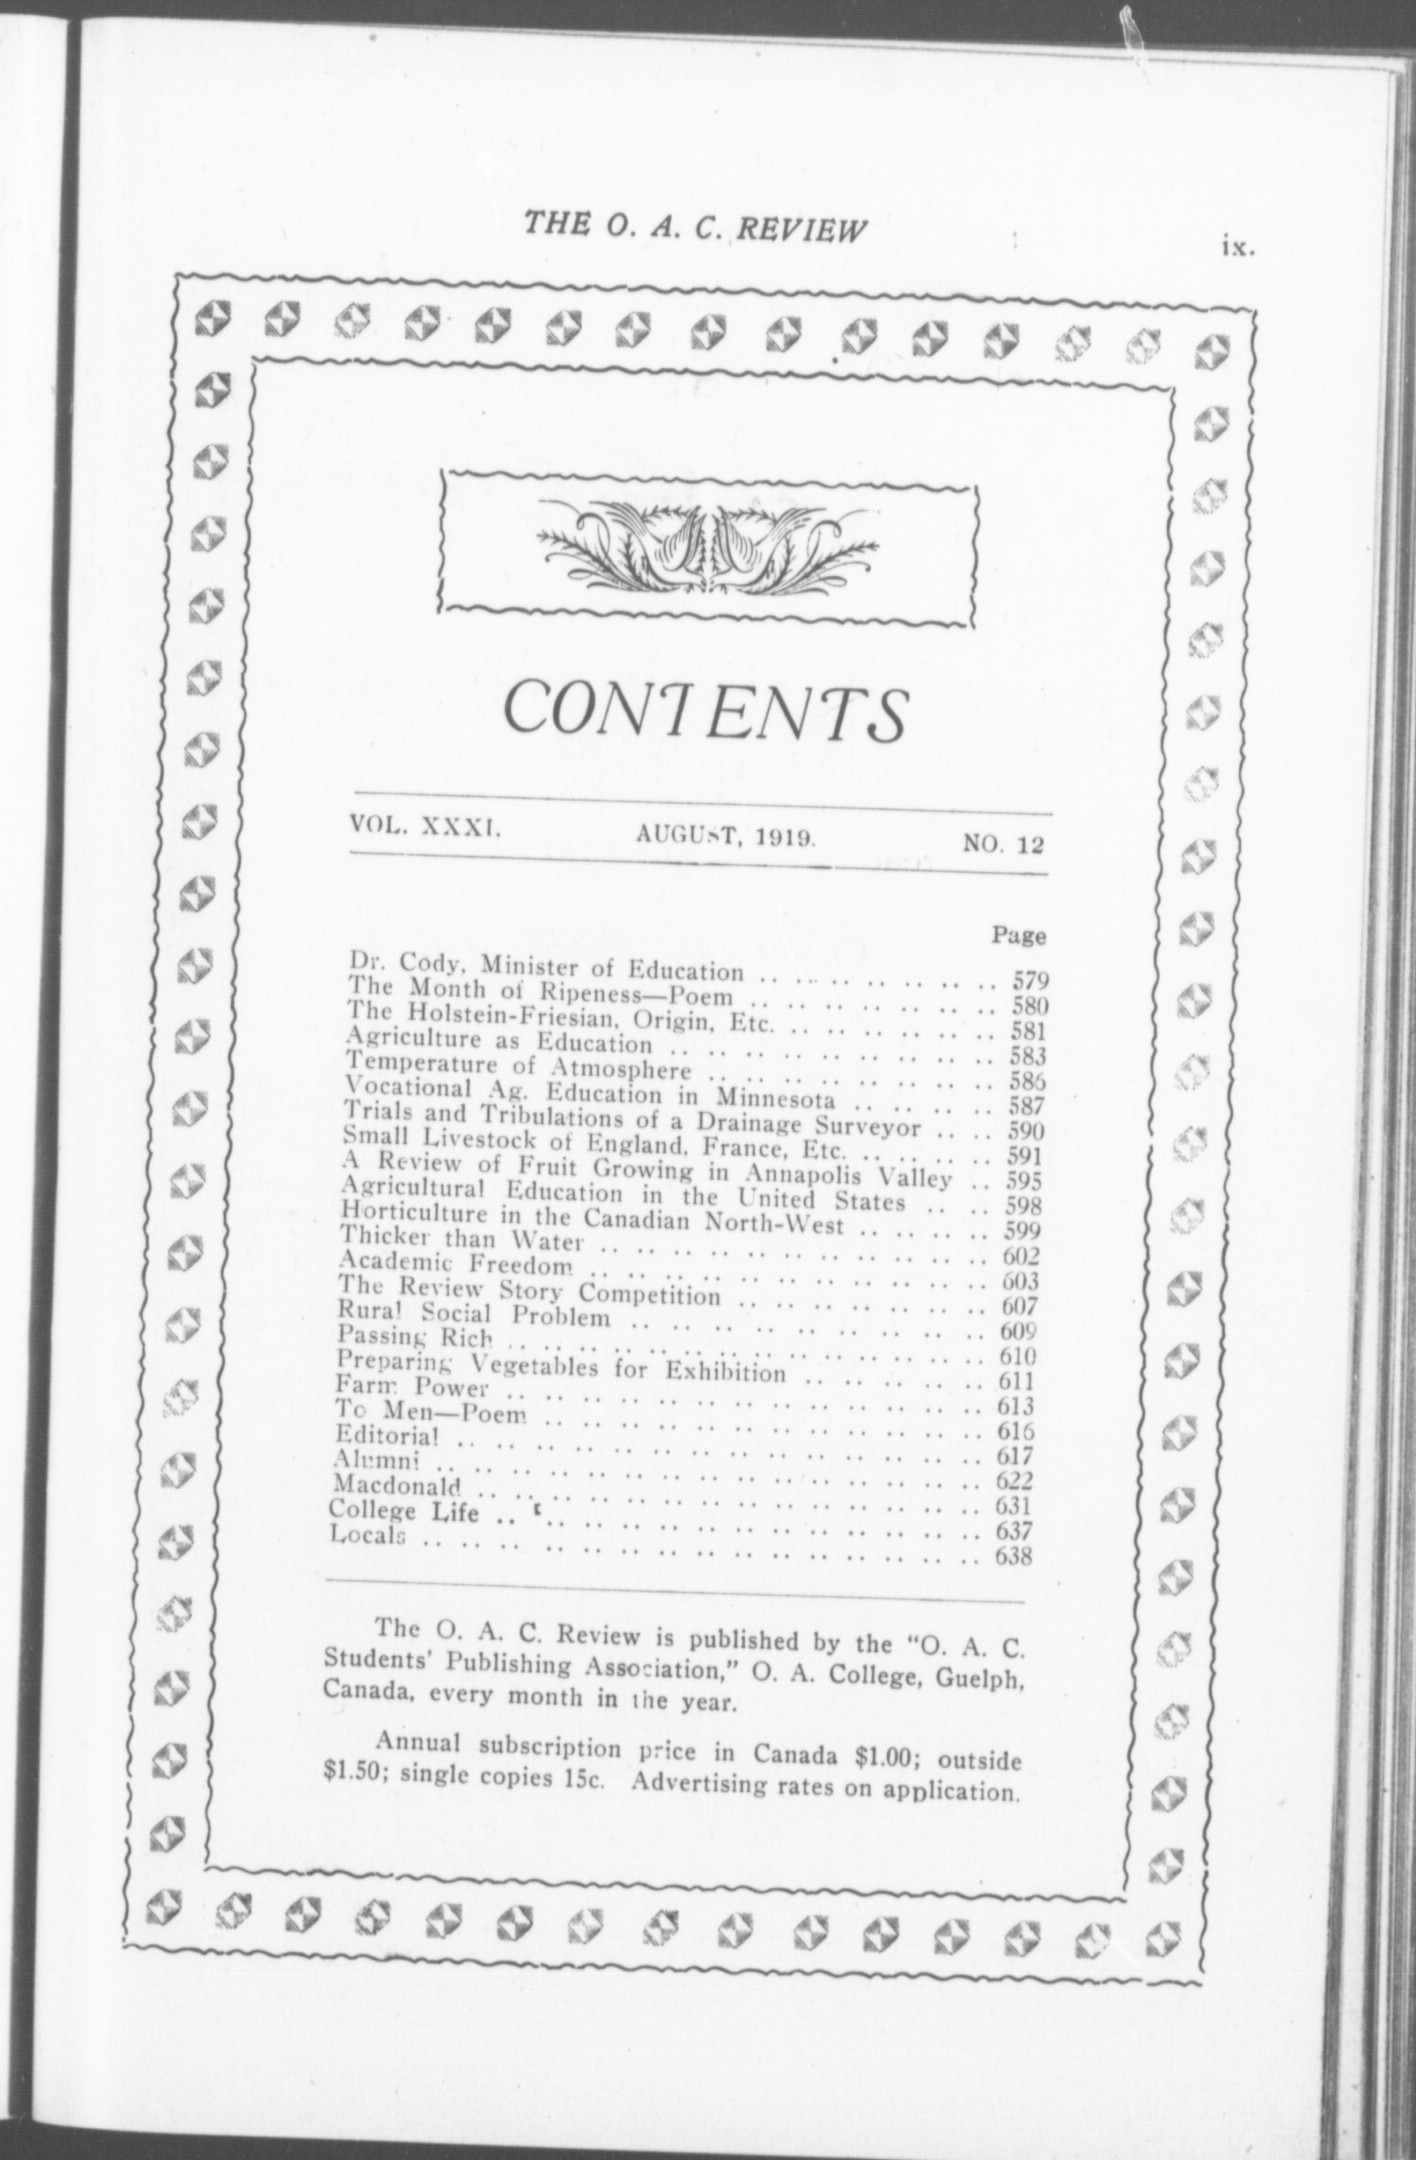 THE O. A. C. REVIEW
ix.
CONTENTS
VOL. XXXI. AUGUST, 1919. NO. 12
Page
Dr. Cody, Minister of Education .. .. .. .. .. .. .. 579
The Month of Ripeness—Poem .. .. .. .. .. .. .. 580
The Holstein-Friesian, Origin, Etc. .. .. .. .. .. .. 581
Agriculture as Education .. .. .. .. .. .. .. .. .. 583
Temperature of Atmosphere .. .. .. .. .. .. .. .. 586
Vocational Ag. Education in Minnesota .. .. .. .. 587
Trials and Tribulations of a Drainage Surveyor .. .. 590
Small Livestock of England, France, Etc. .. .. .. .. 591
A Review of Fruit Growing in Annapolis Valley .. 595
Agricultural Education in the United States .. .. 598
Horticulture in the Canadian North-West .. .. .. .. 599
Thicker than Water .. .. .. .. .. .. .. .. .. .. .. 602
Academic Freedom .. .. .. .. .. .. .. .. .. .. .. 603
The Review Story Competition .. .. .. .. .. .. .. 607
Rural Social Problem .. .. .. .. .. .. .. .. .. 609
Passing Rich .. .. .. .. .. .. .. .. .. .. .. .. .. 610
Preparing Vegetables for Exhibition .. .. .. .. .. 611
Farm Power .. .. .. .. .. .. .. .. .. .. .. .. .. 613
To Men—Poem .. .. .. .. .. .. .. .. .. .. .. .. 616
Editorial .. .. .. .. .. .. .. .. .. .. .. .. .. .. 617
Alumni .. .. .. .. .. .. .. .. .. .. .. .. .. .. .. 622
Macdonald .. .. .. .. .. .. .. .. .. .. .. .. .. .. 631
College Life .. .. .. .. .. .. .. .. .. .. .. .. .. 637
Locals .. .. .. .. .. .. .. .. .. .. .. .. .. .. .. 638
The O. A. C. Review is published by the “O. A. C.
Students’ Publishing Association,” O. A. College, Guelph,
Canada, every month in the year.
Annual subscription price in Canada $1.00; outside
$1.50; single copies 15c. Advertising rates on application.